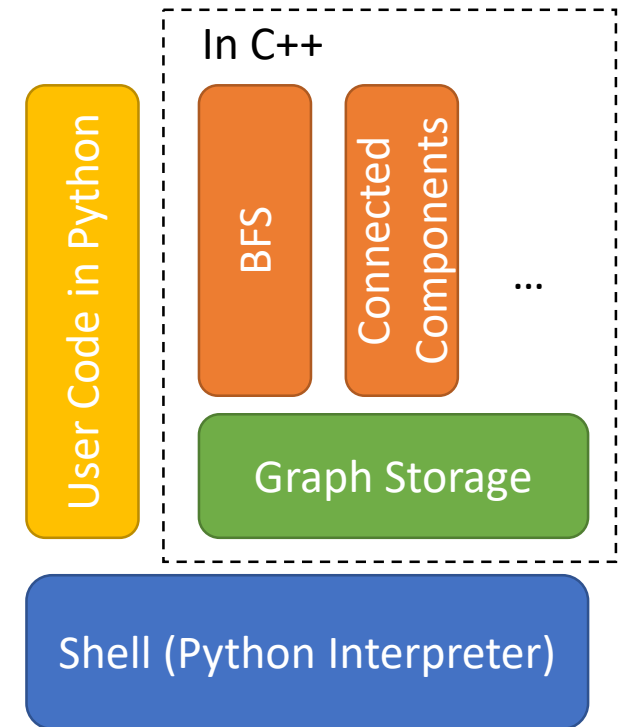 In C++
User Code in Python
BFS
Connected
Components
...
Graph Storage
Shell (Python Interpreter)